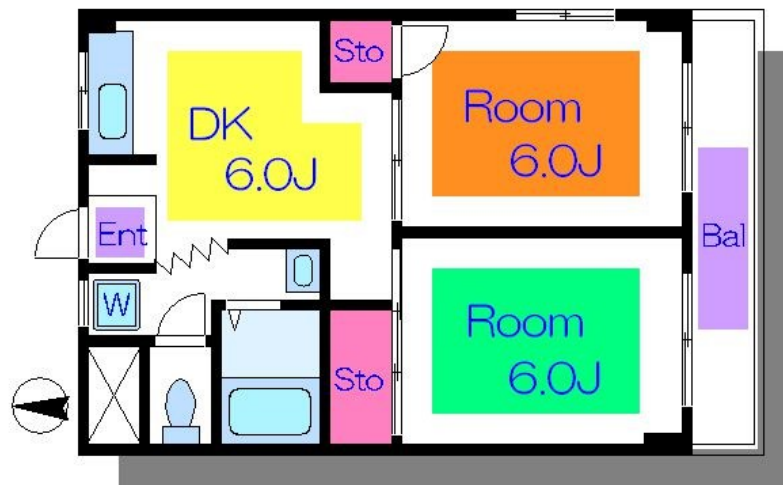 Sto
DK
6.0J
Room
6.0J
Ent
Bal
W
Room
6.0J
Sto